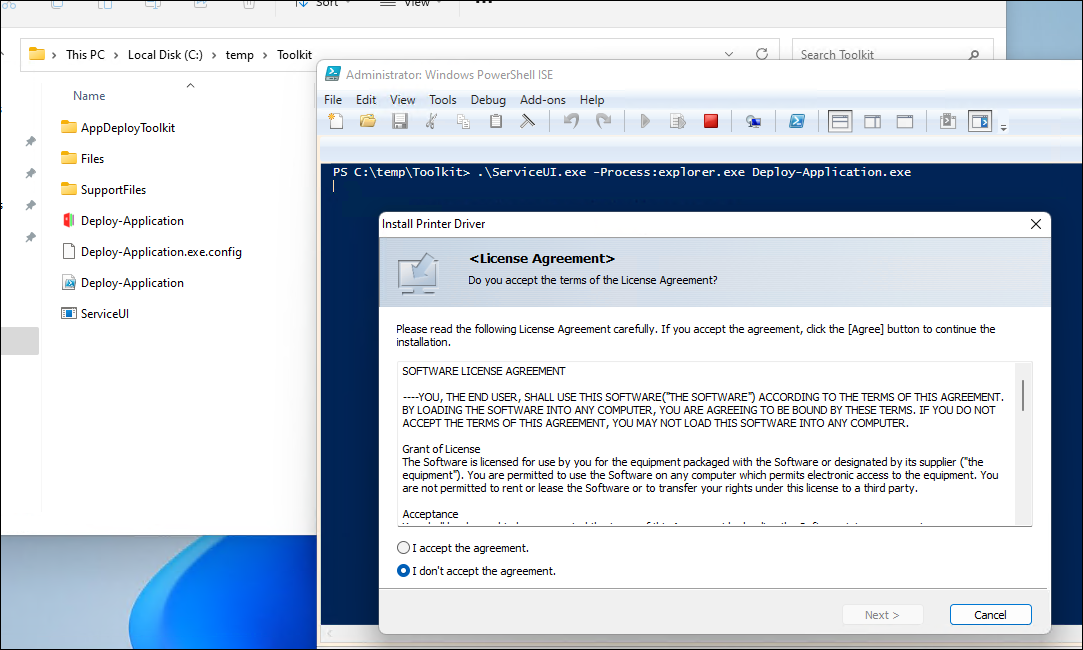 Sort
View
This PC > Local Disk (C:) > temp > Toolkit
Search Toolkit
Name
AppDeployToolkit
Files
SupportFiles
Deploy-Application
Deploy-Application.exe.config
Deploy-Application
ServiceUI
Administrator: Windows PowerShell ISE
File Edit View Tools Debug Add-ons Help
PS C:\temp\Toolkit> .\ServiceUI.exe -Process:explorer.exe Deploy-Application.exe
Install Printer Driver
<License Agreement>
Do you accept the terms of the License Agreement?
Please read the following License Agreement carefully. If you accept the agreement, click the [Agree] button to continue the
installation.
SOFTWARE LICENSE AGREEMENT
----YOU, THE END USER, SHALL USE THIS SOFTWARE("THE SOFTWARE") ACCORDING TO THE TERMS OF THIS AGREEMENT.
BY LOADING THE SOFTWARE INTO ANY COMPUTER, YOU ARE AGREEING TO BE BOUND BY THESE TERMS. IF YOU DO NOT
ACCEPT THE TERMS OF THIS AGREEMENT, YOU MAY NOT LOAD THIS SOFTWARE INTO ANY COMPUTER.
Grant of License
The Software is licensed for use by you for the equipment packaged with the Software or designated by its supplier ("the
equipment"). You are permitted to use the Software on any computer which permits electronic access to the equipment. You
are not permitted to rent or lease the Software or to transfer your rights under this license to a third party.
Acceptance
I accept the agreement.
I don't accept the agreement.
Next >
Cancel